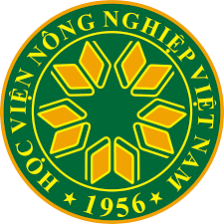 HỌC VIỆN NÔNG NGHIỆP VIỆT NAM
★ 1956 ★